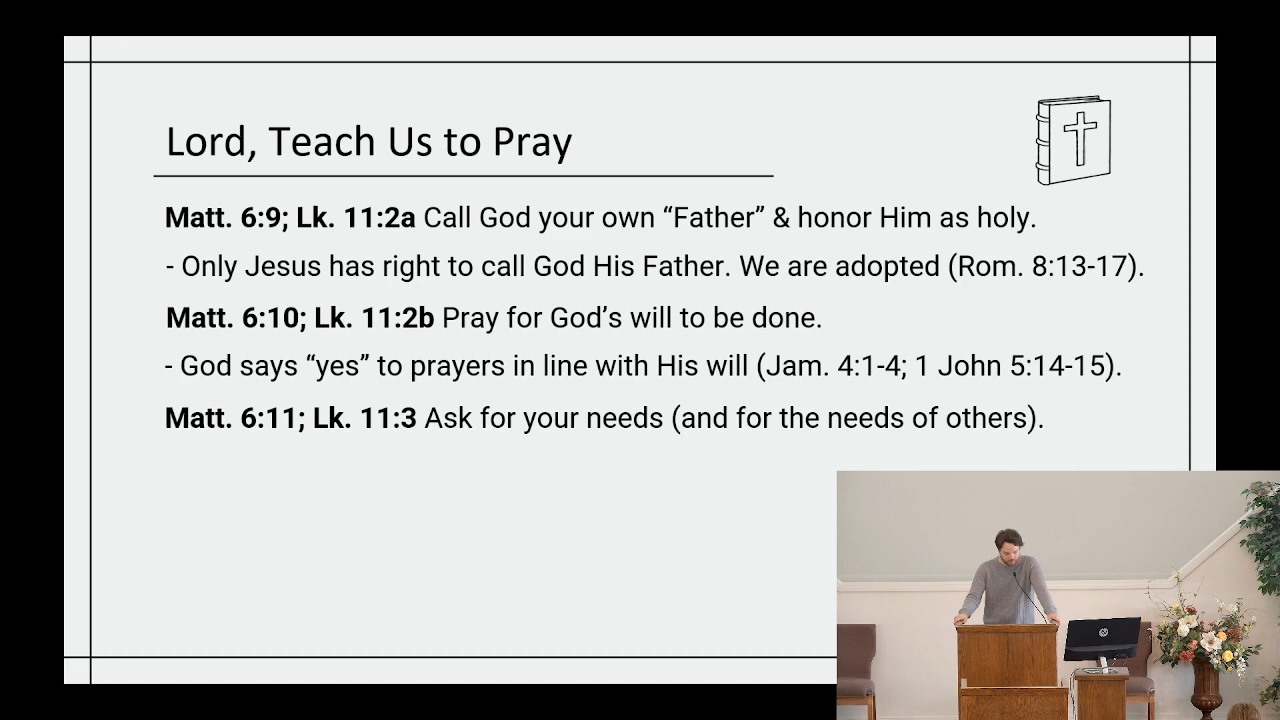 Lord, Teach Us to Pray
Matt. 6:9; Lk. 11:2a Call God your own “Father” & honor Him as holy.
- Only Jesus has right to call God His Father. We are adopted (Rom. 8:13-17).
Matt. 6:10; Lk. 11:2b Pray for God’s will to be done.
- God says “yes” to prayers in line with His will (Jam. 4:1-4; 1 John 5:14-15).
Matt. 6:11; Lk. 11:3 Ask for your needs (and for the needs of others).